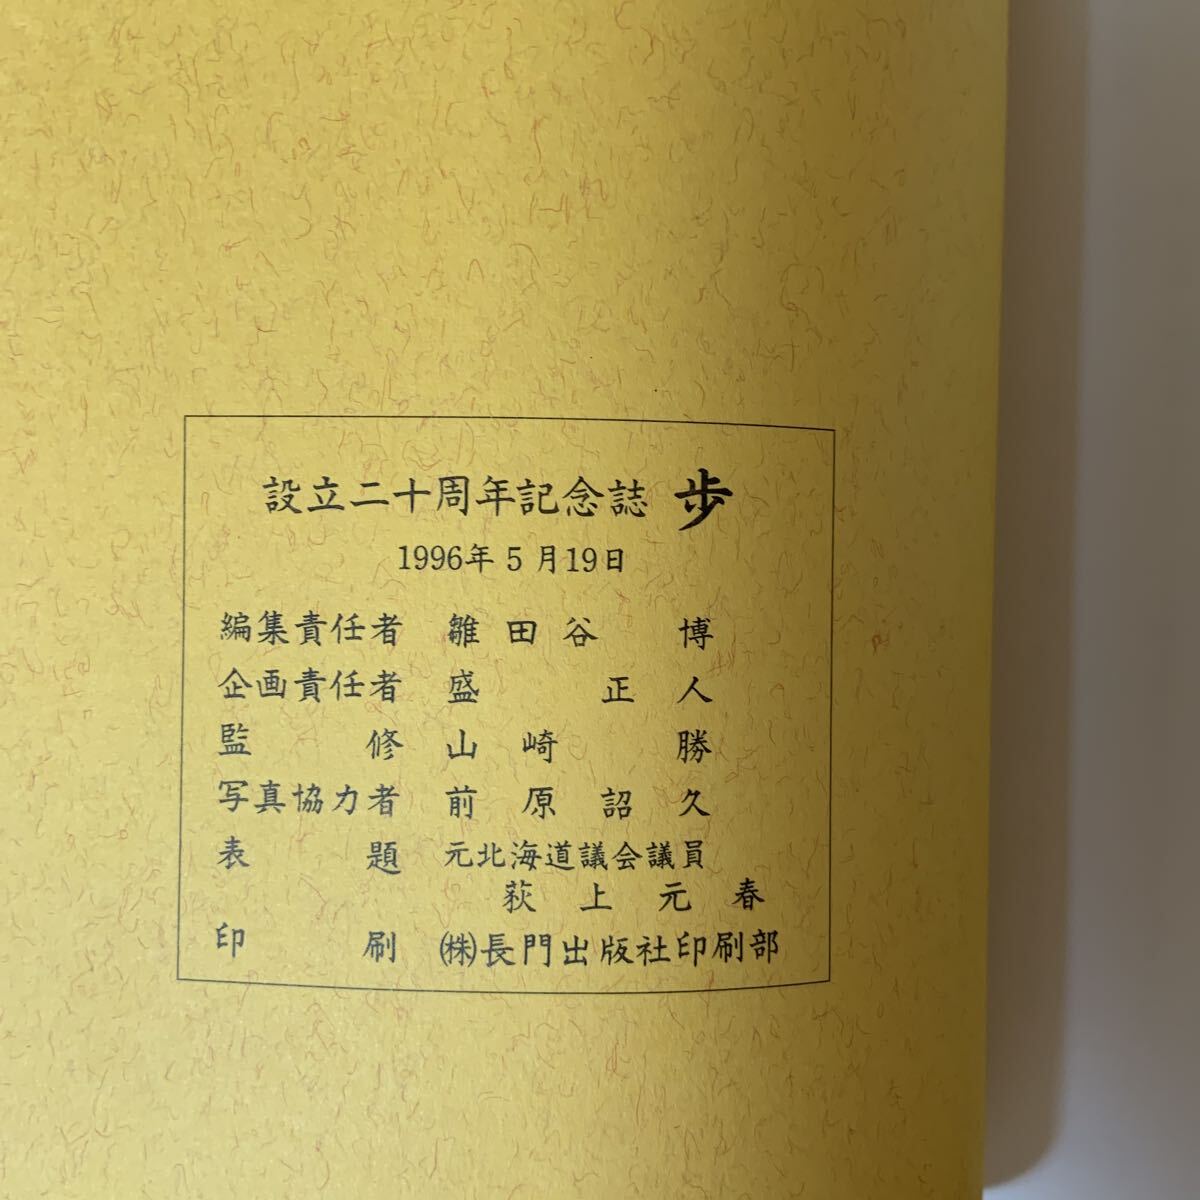 設立二十周年記念誌 歩
1996年5月19日
編集責任者 雛田谷 博
企画責任者 盛 正人
監修 山崎 勝
写真協力者 前原詔久
表題 元北海道議会議員
荻上元春
印刷 ㈱長門出版社印刷部